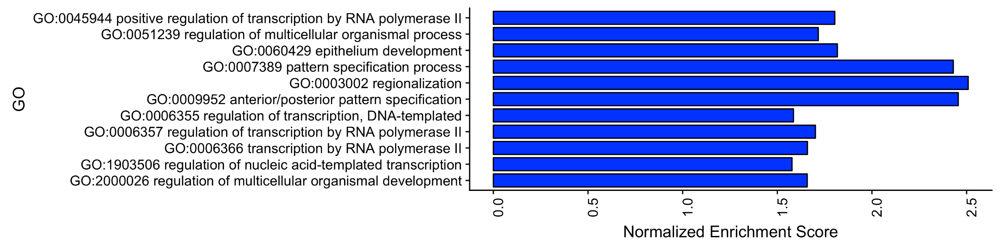 GO:0045944 positive regulation of transcription by RNA polymerase II
GO:0051239 regulation of multicellular organismal process
GO:0060429 epithelium development
GO:0007389 pattern specification process
GO:0003002 regionalization
GO:0009952 anterior/posterior pattern specification
GO:0006355 regulation of transcription, DNA-templated
GO:0006357 regulation of transcription by RNA polymerase II
GO:0006366 transcription by RNA polymerase II
GO:1903506 regulation of nucleic acid-templated transcription
GO:2000026 regulation of multicellular organismal development
GO
0.0
0.5
1.0
1.5
2.0
2.5
Normalized Enrichment Score